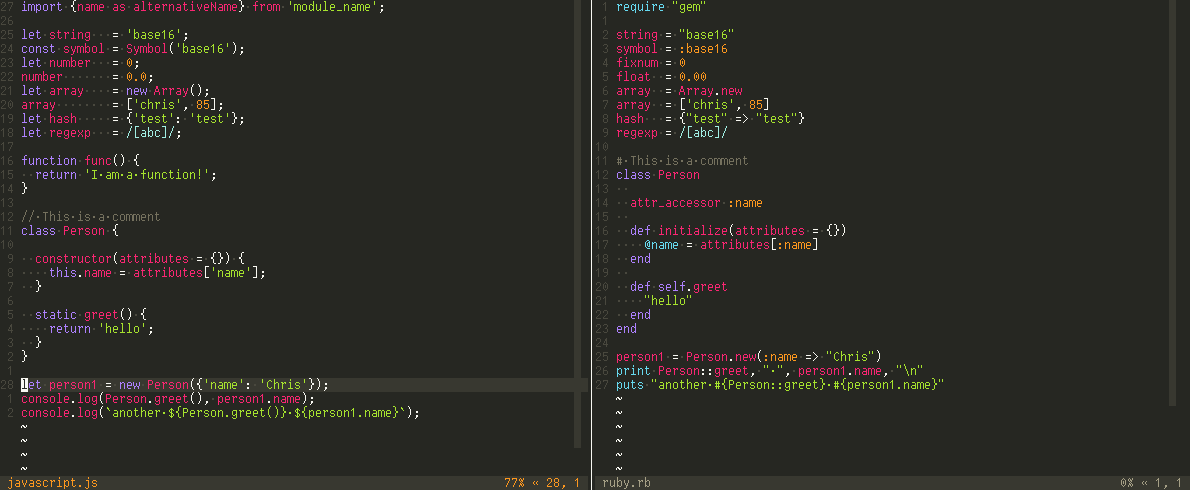 27 import {name as alternativeName} from 'module_name';
26
25 let string   = 'base16';
24 const symbol = Symbol('base16');
23 let number   = 0;
22 number       = 0.0;
21 let array    = new Array();
20 array        = ['chris', 85];
19 let hash     = {'test': 'test'};
18 let regexp   = /[abc]/;
17
16 function func() {
15   return 'I am a function!';
14 }
13
12 // This is a comment
11 class Person {
10
9   constructor(attributes = {}) {
8     this.name = attributes['name'];
7   }
6
5   static greet() {
4     return 'hello';
3   }
2 }
1
28 let person1 = new Person({'name': 'Chris'});
1 console.log(Person.greet(), person1.name);
2 console.log(`another ${Person.greet()} ${person1.name}`);
~
~
~
~
javascript.js 77% « 28, 1
1 require "gem"
1
2 string = "base16"
3 symbol = :base16
4 fixnum = 0
5 float  = 0.00
6 array  = Array.new
7 array  = ['chris', 85]
8 hash   = {"test" => "test"}
9 regexp = /[abc]/
10
11 # This is a comment
12 class Person
13
14   attr_accessor :name
15
16   def initialize(attributes = {})
17     @name = attributes[:name]
18   end
19
20   def self.greet
21     "hello"
22   end
23 end
24
25 person1 = Person.new(:name => "Chris")
26 print Person::greet, " ", person1.name, "\n"
27 puts "another #{Person::greet} #{person1.name}"
~
~
~
~
~
~
ruby.rb 0% « 1, 1